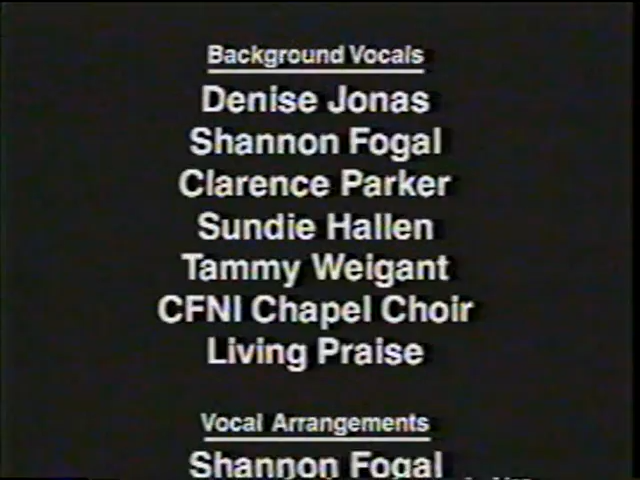 Background Vocals
Denise Jonas
Shannon Fogal
Clarence Parker
Sundie Hallen
Tammy Weigant
CFNI Chapel Choir
Living Praise
Vocal Arrangements
Shannon Fogal